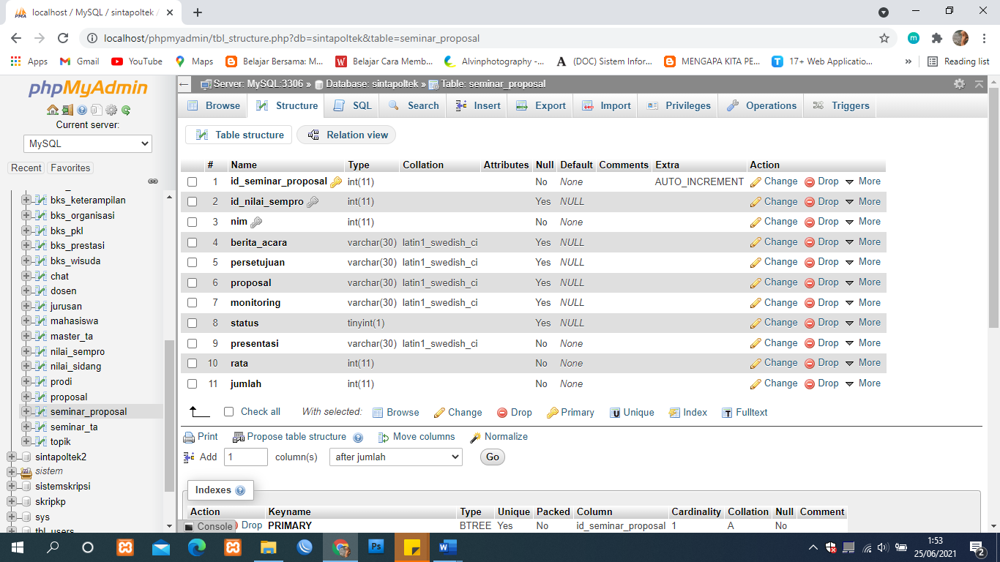 localhost / MySQL / sintapoltek /
localhost/phpmyadmin/tbl_structure.php?db=sintapoltek&table=seminar_proposal
Apps Gmail YouTube Maps Belajar Bersama: M... Belajar Cara Memb... Alvinphotography -... (DOC) Sistem Infor... MENGAPA KITA PE... 17+ Web Applicatio... » Reading list
phpMyAdmin
Current server:
MySQL
Recent Favorites
bks_keterampilan
bks_organisasi
bks_pkl
bks_prestasi
bks_wisuda
chat
dosen
jurusan
mahasiswa
master_ta
nilai_sempro
nilai_sidang
prodi
proposal
seminar_proposal
seminar_ta
topik
sintapoltek2
sistem
sistemskripsi
skripkp
sys
tbl_users
Server: MySQL:3306 » Database: sintapoltek » Table: seminar_proposal
Browse Structure SQL Search Insert Export Import Privileges Operations Triggers
Table structure Relation view
# Name Type Collation Attributes Null Default Comments Extra Action
1 id_seminar_proposal int(11) No None AUTO_INCREMENT Change Drop More
2 id_nilai_sempro int(11) Yes NULL Change Drop More
3 nim int(11) No None Change Drop More
4 berita_acara varchar(30) latin1_swedish_ci Yes NULL Change Drop More
5 persetujuan varchar(30) latin1_swedish_ci Yes NULL Change Drop More
6 proposal varchar(30) latin1_swedish_ci Yes NULL Change Drop More
7 monitoring varchar(30) latin1_swedish_ci Yes NULL Change Drop More
8 status tinyint(1) Yes NULL Change Drop More
9 presentasi varchar(30) latin1_swedish_ci No None Change Drop More
10 rata int(11) No None Change Drop More
11 jumlah int(11) No None Change Drop More
Check all With selected: Browse Change Drop Primary Unique Index Fulltext
Print Propose table structure Move columns Normalize
Add 1 column(s) after jumlah Go
Indexes
Action Keyname Type Unique Packed Column Cardinality Collation Null Comment
Console Drop PRIMARY BTREE Yes No id_seminar_proposal 1 A No
1:53
25/06/2021
2